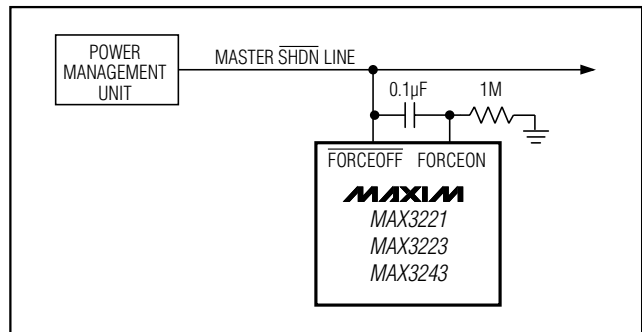 POWER
MANAGEMENT
UNIT
MASTER SHDN LINE
0.1µF
1M
FORCEOFF FORCEON
MAXIM
MAX3221
MAX3223
MAX3243